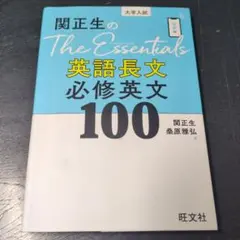 大学入試
関正生の
The Essentials
英語長文
必修英文
100
関正生
桑原雅弘
旺文社